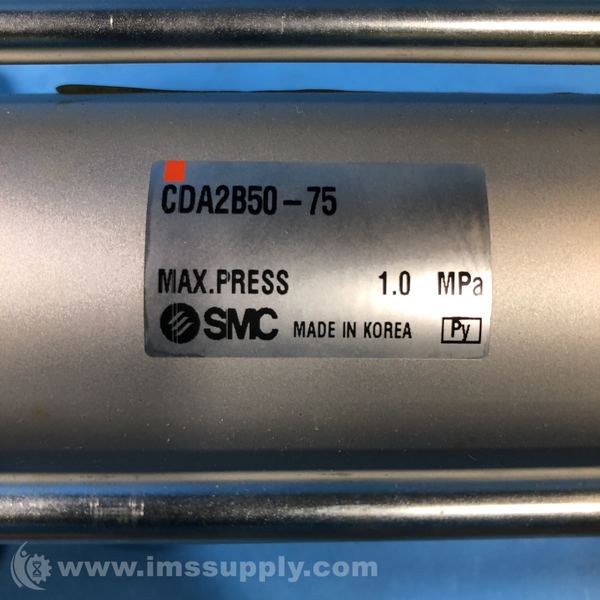 CDA2B50-75
MAX.PRESS 1.0 MPa
SMC MADE IN KOREA Py
www.imssupply.com